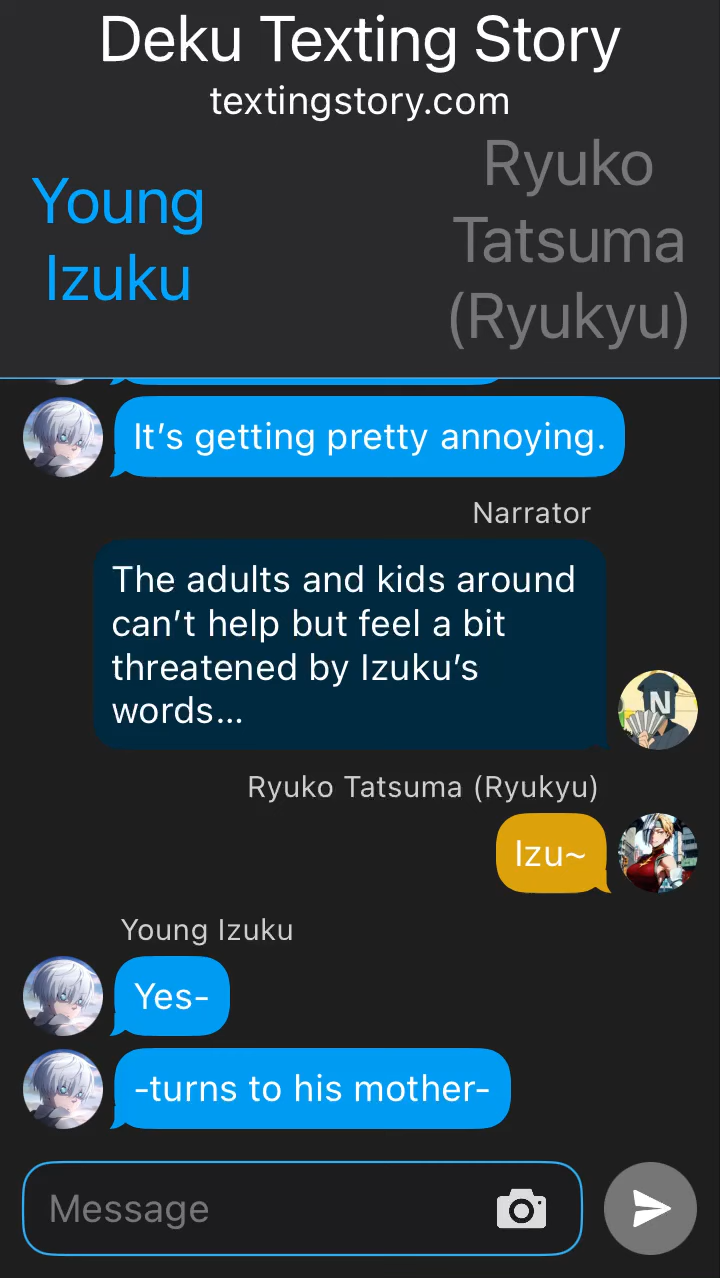 Deku Texting Story
textingstory.com
Young
Izuku
Ryuko
Tatsuma
(Ryukyu)
It’s getting pretty annoying.
Narrator
The adults and kids around
can’t help but feel a bit
threatened by Izuku’s
words...
N
Ryuko Tatsuma (Ryukyu)
Izu~
Young Izuku
Yes-
-turns to his mother-
Message